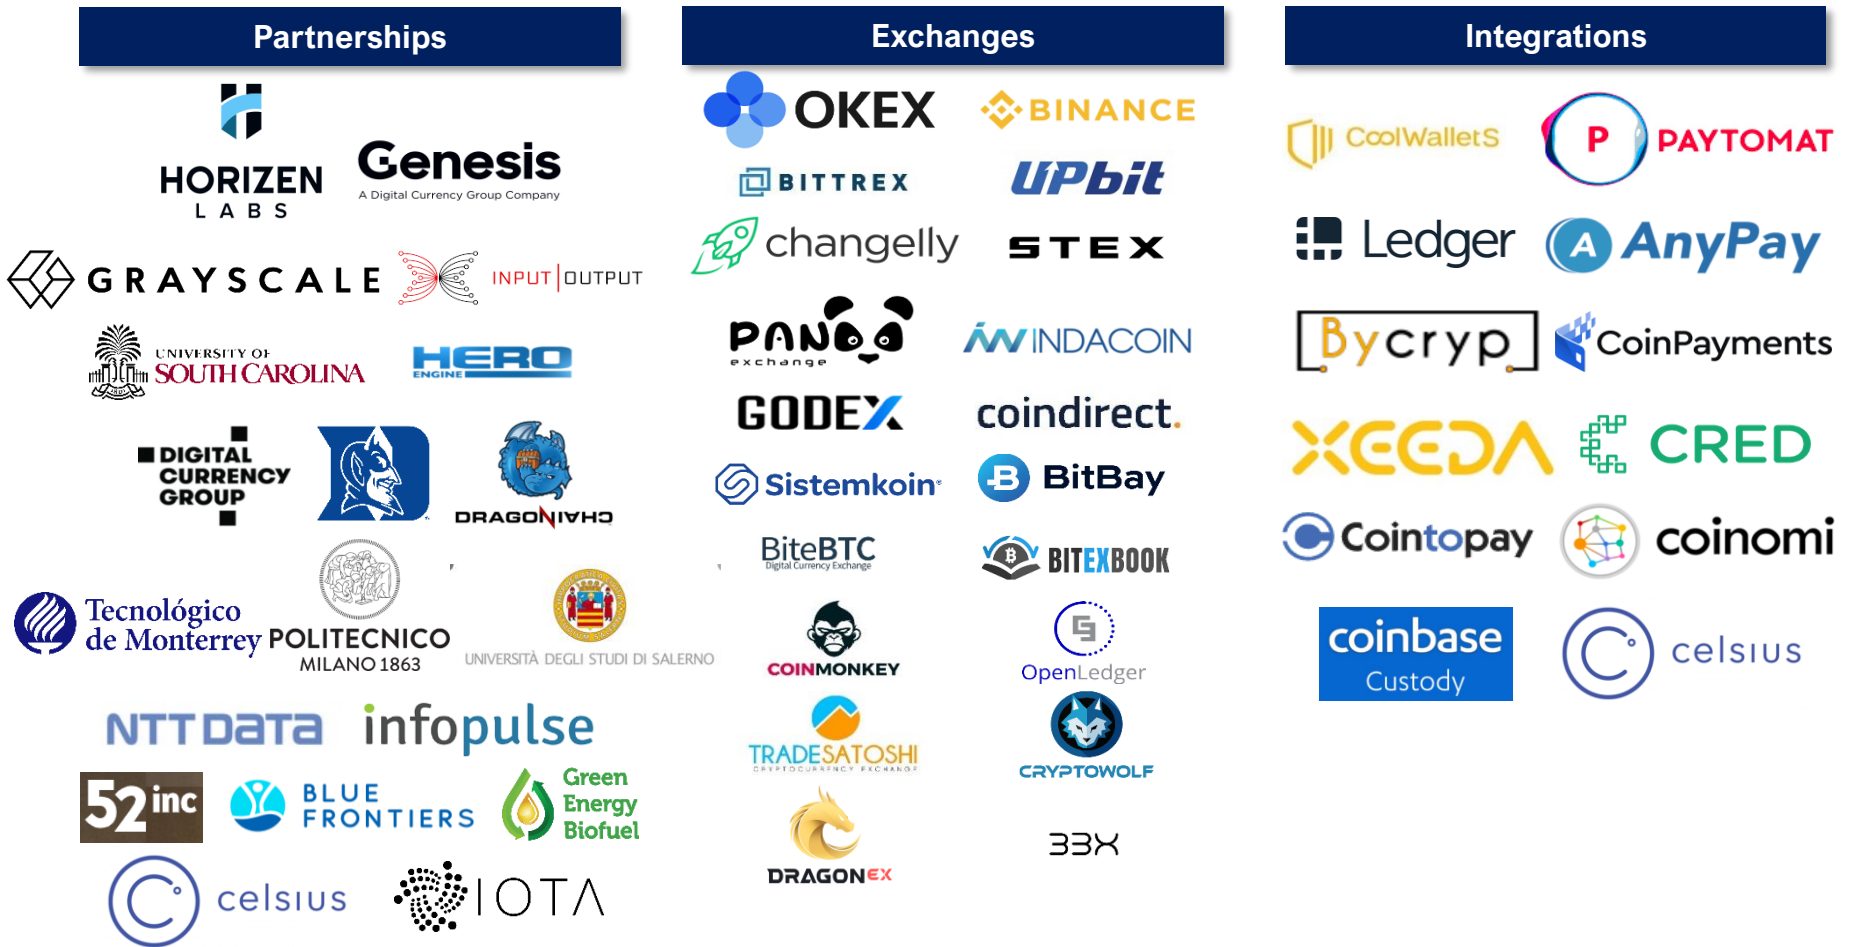 Partnerships
HORIZEN
LABS
Genesis
A Digital Currency Group Company
GRAYSCALE
INPUT|OUTPUT
UNIVERSITY OF
SOUTH CAROLINA
HERO
ENGINE
DIGITAL
CURRENCY
GROUP
DRAGONCHAIN
Tecnológico
de Monterrey
POLITECNICO
MILANO 1863
UNIVERSITÀ DEGLI STUDI DI SALERNO
NTT DATA
infopulse
52inc
BLUE
FRONTIERS
Green
Energy
Biofuel
celsius
IOTA
Exchanges
OKEX
BINANCE
BITTREX
UPbit
changelly
STEX
PANDA
exchange
INDACOIN
GODEX
coindirect.
Sistemkoin
BitBay
BiteBTC
Digital Currency Exchange
BITEXBOOK
COINMONKEY
OpenLedger
TRADESATOSHI
CRYPTOCURRENCY EXCHANGE
CRYPTOWOLF
DRAGONEX
33X
Integrations
CoolWalletS
P PAYTOMAT
Ledger
A AnyPay
Bycryp
CoinPayments
XEEDA
CRED
Cointopay
coinomi
coinbase
Custody
celsius